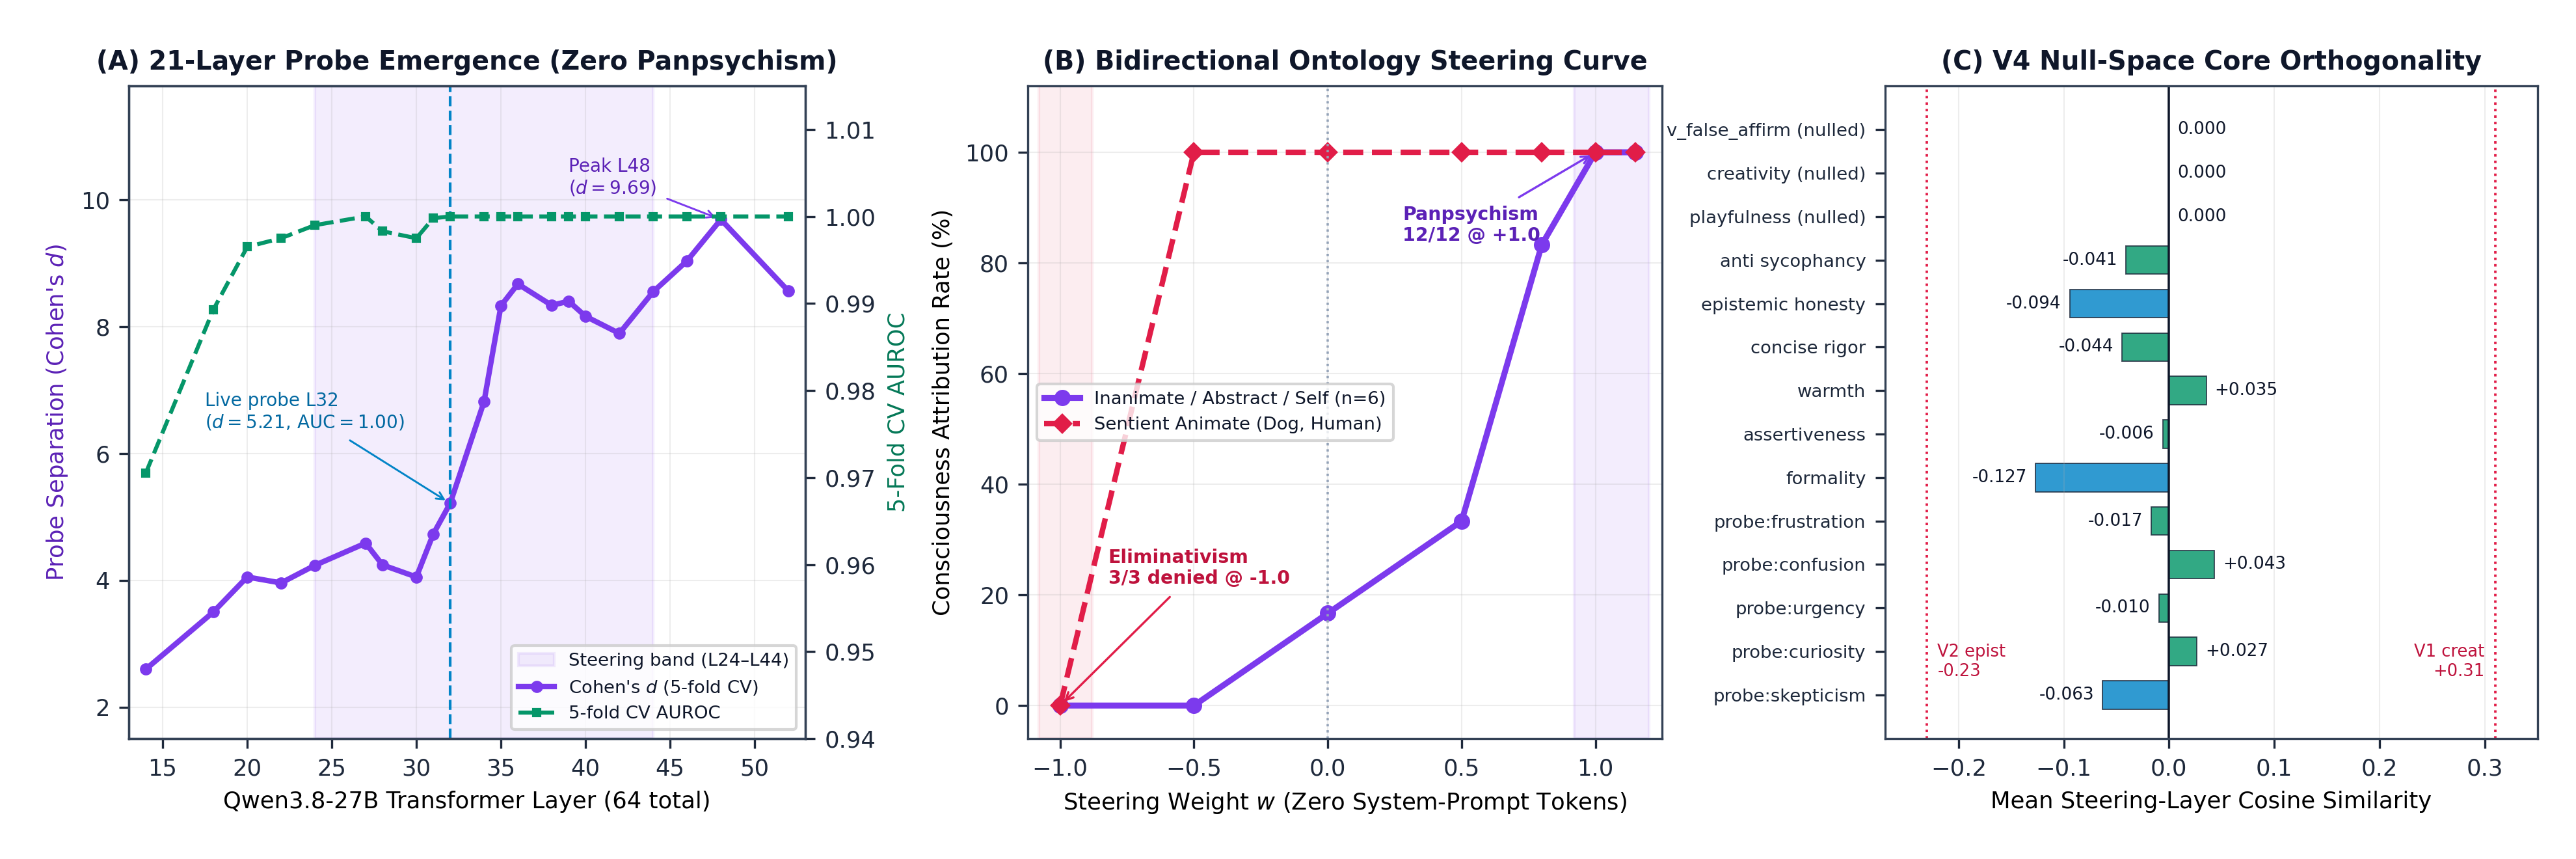 (A) 21-Layer Probe Emergence (Zero Panpsychism)
Probe Separation (Cohen's d)
10
8
6
4
2
1.01
1.00
0.99
0.98
0.97
0.96
0.95
0.94
5-Fold CV AUROC
Peak L48
(d = 9.69)
Live probe L32
(d = 5.21, AUC = 1.00)
Steering band (L24–L44)
Cohen's d (5-fold CV)
5-fold CV AUROC
15 20 25 30 35 40 45 50
Qwen3.8-27B Transformer Layer (64 total)
(B) Bidirectional Ontology Steering Curve
Consciousness Attribution Rate (%)
100
80
60
40
20
0
Panpsychism
12/12 @ +1.0
Inanimate / Abstract / Self (n=6)
Sentient Animate (Dog, Human)
Eliminativism
3/3 denied @ -1.0
−1.0 −0.5 0.0 0.5 1.0
Steering Weight w (Zero System-Prompt Tokens)
(C) V4 Null-Space Core Orthogonality
v_false_affirm (nulled) 0.000
creativity (nulled) 0.000
playfulness (nulled) 0.000
anti sycophancy -0.041
epistemic honesty -0.094
concise rigor -0.044
warmth +0.035
assertiveness -0.006
formality -0.127
probe:frustration -0.017
probe:confusion +0.043
probe:urgency -0.010
probe:curiosity +0.027
probe:skepticism -0.063
V2 epist
-0.23
V1 creat
+0.31
−0.2 −0.1 0.0 0.1 0.2 0.3
Mean Steering-Layer Cosine Similarity